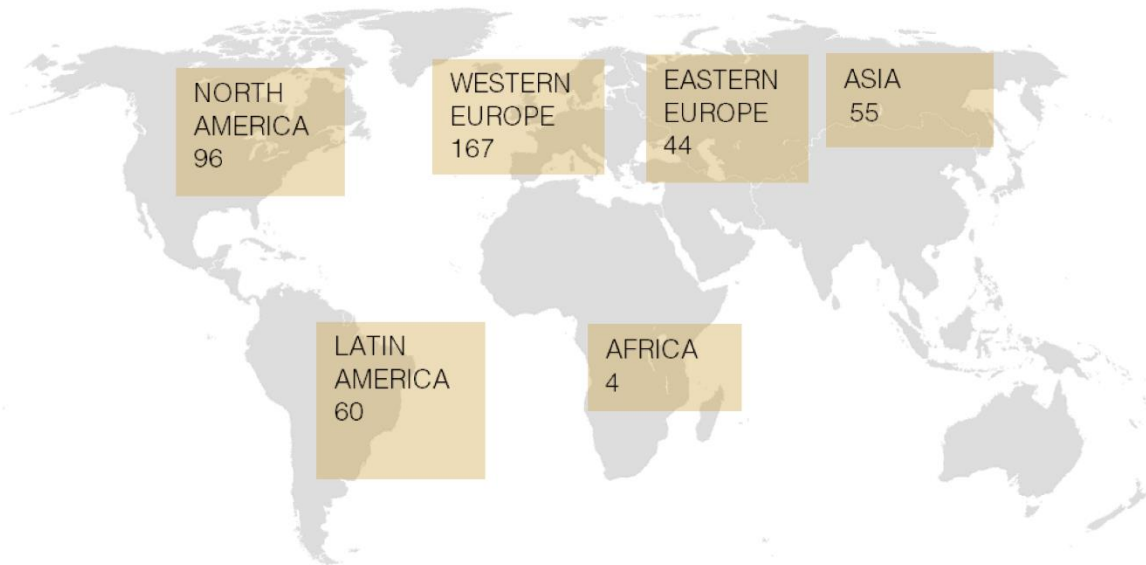 NORTH
AMERICA
96
WESTERN
EUROPE
167
EASTERN
EUROPE
44
ASIA
55
LATIN
AMERICA
60
AFRICA
4